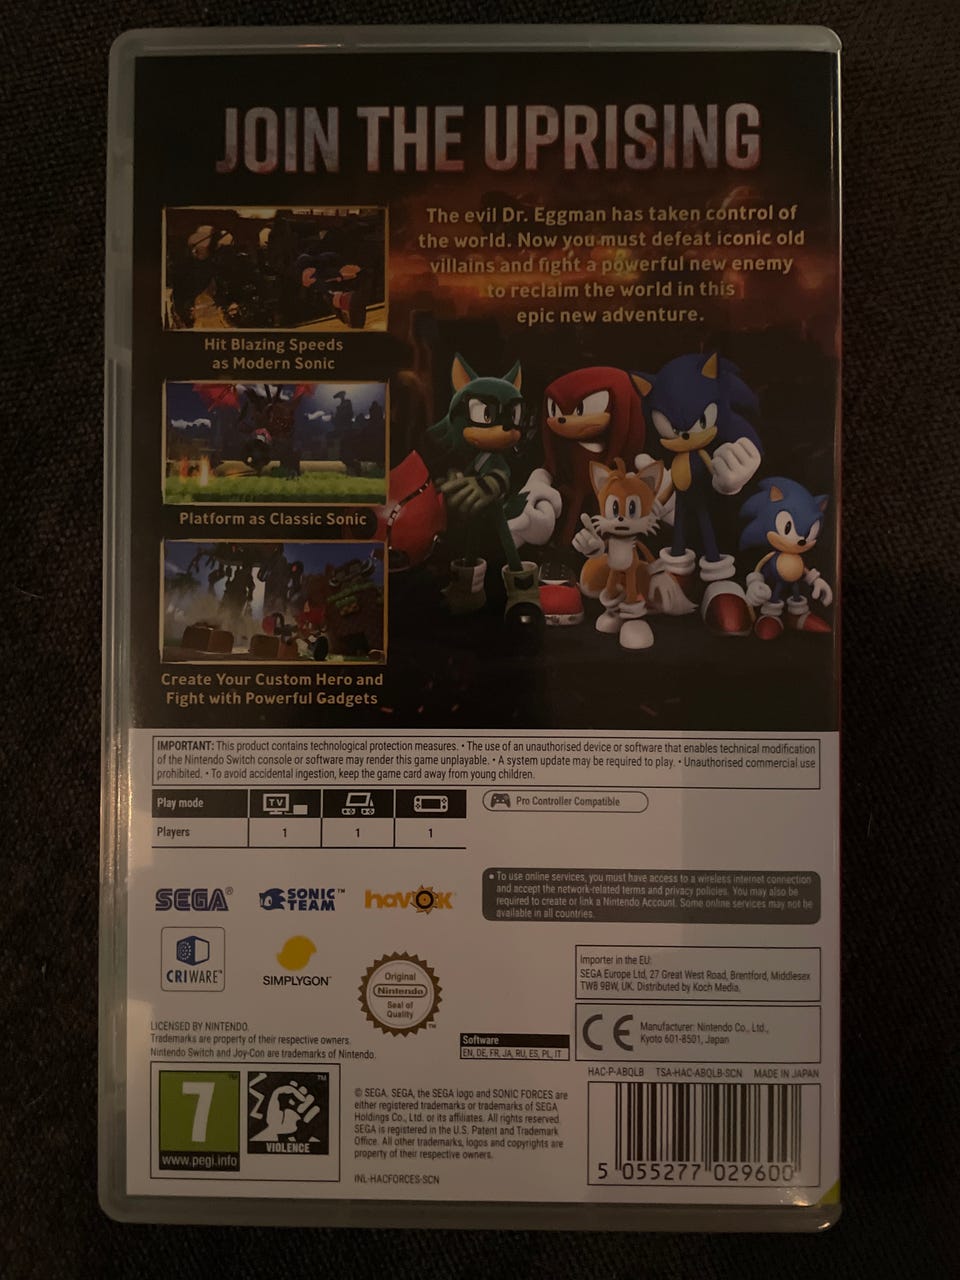 JOIN THE UPRISING
The evil Dr. Eggman has taken control of
the world. Now you must defeat iconic old
villains and fight a powerful new enemy
to reclaim the world in this
epic new adventure.
Hit Blazing Speeds
as Modern Sonic
Platform as Classic Sonic
Create Your Custom Hero and
Fight with Powerful Gadgets
IMPORTANT: This product contains technological protection measures. • The use of an unauthorised device or software that enables technical modification
of the Nintendo Switch console or software may render this game unplayable. • A system update may be required to play. • Unauthorised commercial use
prohibited. • To avoid accidental ingestion, keep the game card away from young children.
Play mode TV
Players 1 1 1
Pro Controller Compatible
• To use online services, you must have access to a wireless internet connection
and accept the network-related terms and privacy policies. You may also be
required to create or link a Nintendo Account. Some online services may not be
available in all countries.
SEGA®
SONIC
TEAM™
havok
CRIWARE™
SIMPLYGON™
Original
Nintendo
Seal of
Quality
™
Importer in the EU:
SEGA Europe Ltd, 27 Great West Road, Brentford, Middlesex
TW8 9BW, UK. Distributed by Koch Media.
CE
Manufacturer: Nintendo Co., Ltd.,
Kyoto 601-8501, Japan
LICENSED BY NINTENDO.
Trademarks are property of their respective owners.
Nintendo Switch and Joy-Con are trademarks of Nintendo.
Software
EN, DE, FR, JA, RU, ES, PL, IT
HAC-P-ABQLB TSA-HAC-ABQLB-SCN MADE IN JAPAN
7™
www.pegi.info
™
VIOLENCE
© SEGA. SEGA, the SEGA logo and SONIC FORCES are
either registered trademarks or trademarks of SEGA
Holdings Co., Ltd. or its affiliates. All rights reserved.
SEGA is registered in the U.S. Patent and Trademark
Office. All other trademarks, logos and copyrights are
property of their respective owners.
INL-HACFORCES-SCN
5 055277 029600